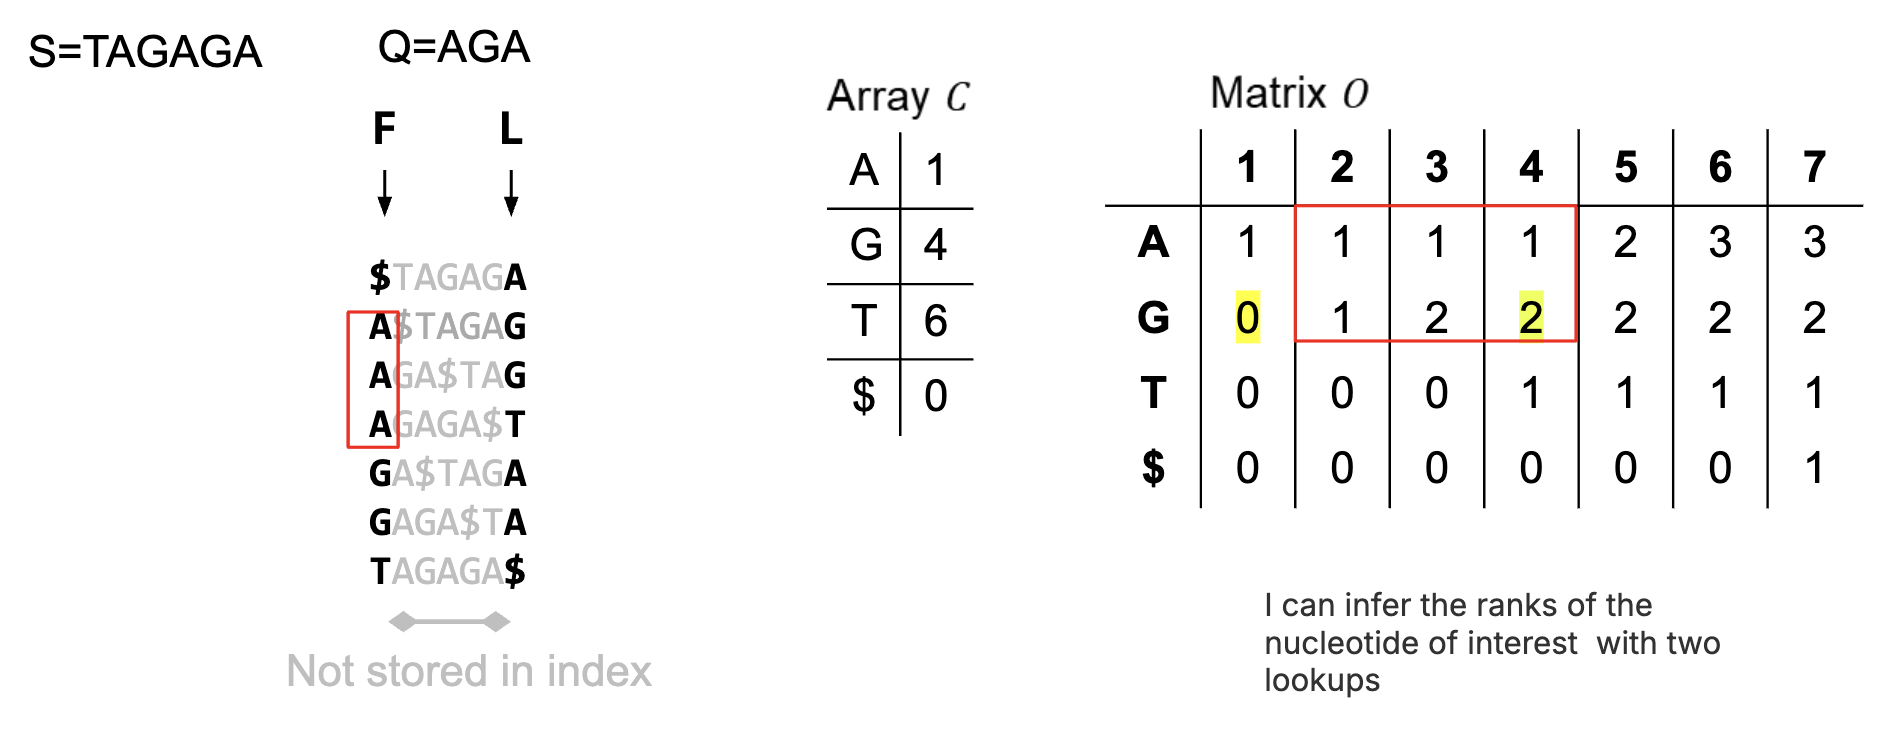 S=TAGAGA
Q=AGA
F L
$TAGAGA
A$TAGAG
AGA$TAG
AGAGA$T
GA$TAGA
GAGA$TA
TAGAGA$
Not stored in index
Array C
A 1
G 4
T 6
$ 0
Matrix O
1 2 3 4 5 6 7
A 1 1 1 1 2 3 3
G 0 1 2 2 2 2 2
T 0 0 0 1 1 1 1
$ 0 0 0 0 0 0 1
I can infer the ranks of the
nucleotide of interest with two
lookups